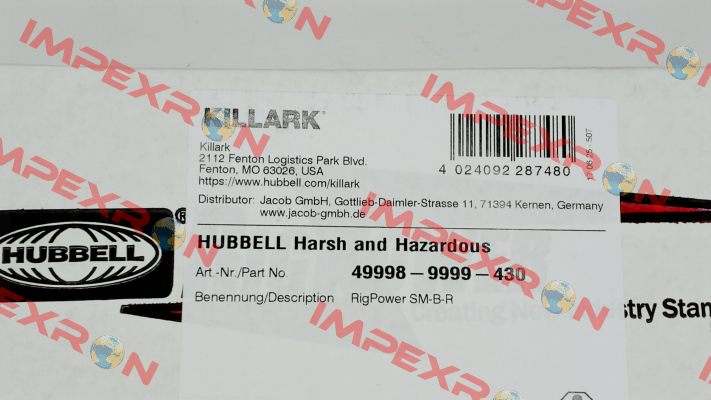 KILLARK®
Killark
2112 Fenton Logistics Park Blvd.
Fenton, MO 63026, USA
https://www.hubbell.com/killark
4 024092 287480
Distributor: Jacob GmbH, Gottlieb-Daimler-Strasse 11, 71394 Kernen, Germany
www.jacob-gmbh.de
HUBBELL Harsh and Hazardous
Art.-Nr./Part No. 49998-9999-430
Benennung/Description RigPower SM-B-R
HUBBELL
®
Creating New stry Stan
IMPEXRON
IMPEXRON
IMPEXRON
IMPEXRON
IMPEXRON
IMPEXRON
IMPEXRON